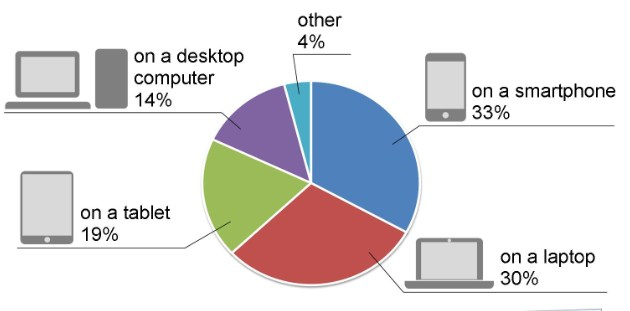 other
4%
on a desktop
computer
14%
on a smartphone
33%
on a tablet
19%
on a laptop
30%